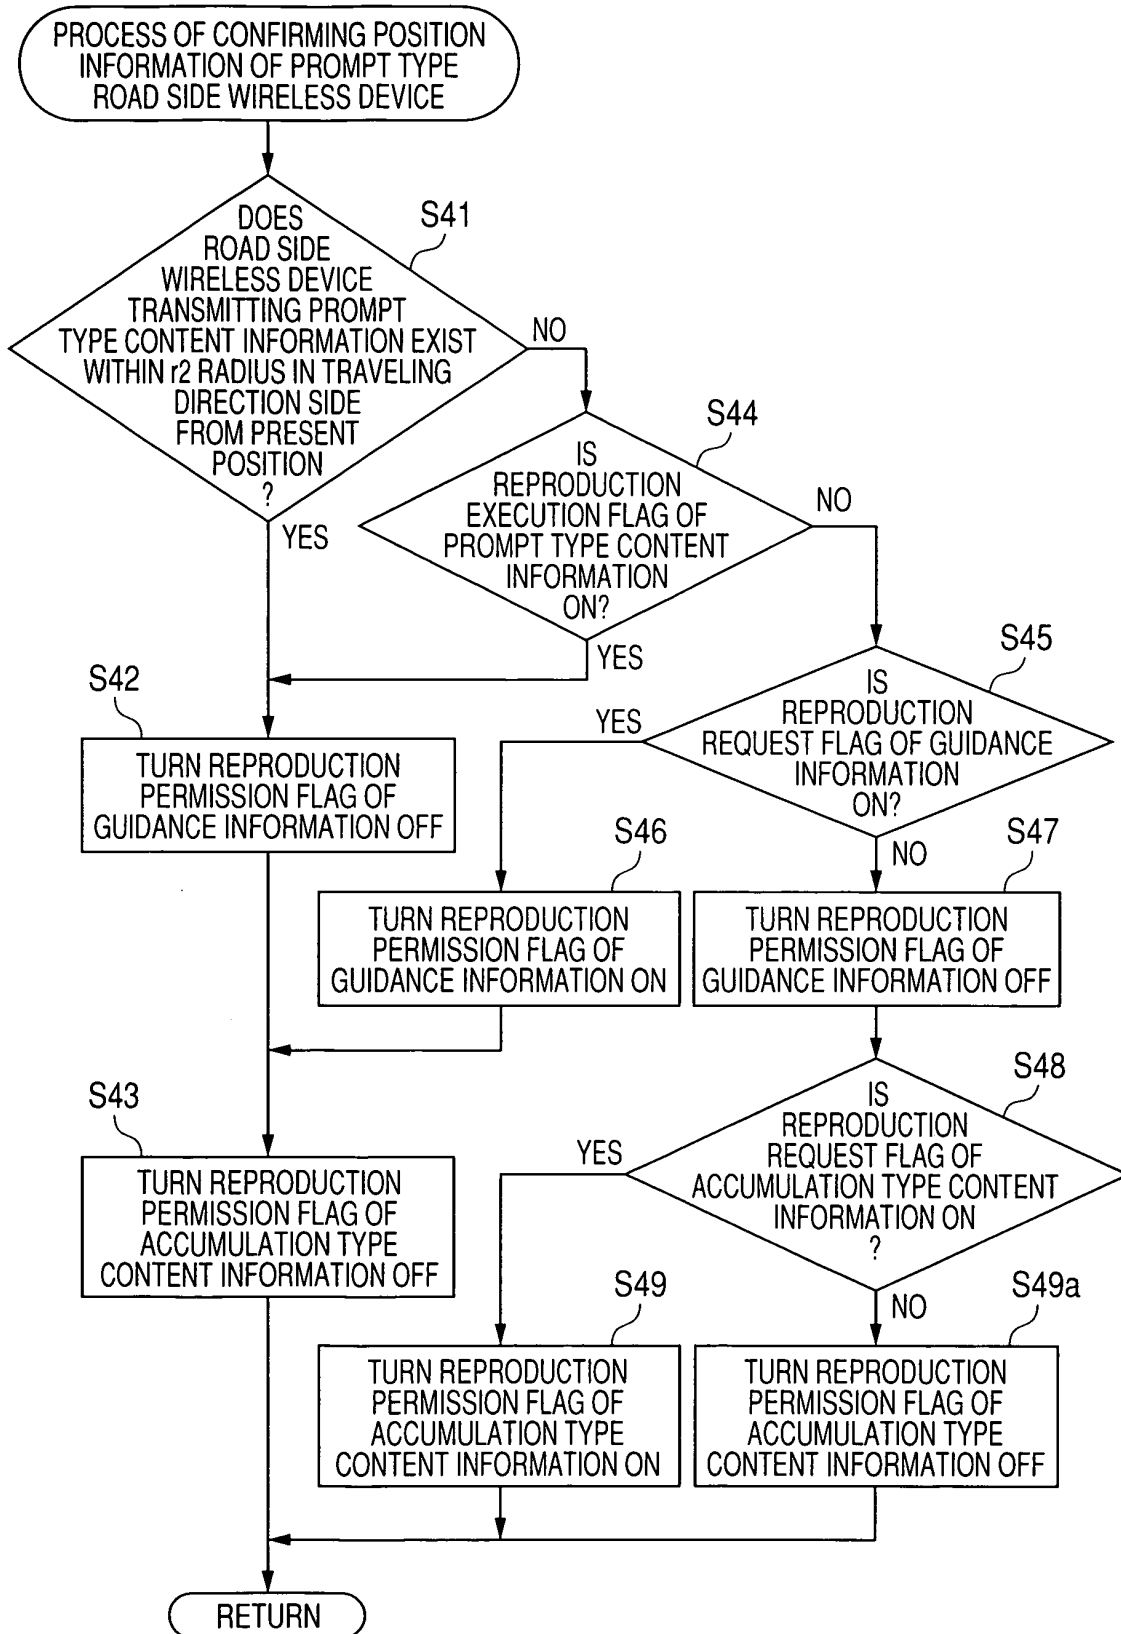 PROCESS OF CONFIRMING POSITION
INFORMATION OF PROMPT TYPE
ROAD SIDE WIRELESS DEVICE
S41
DOES
ROAD SIDE
WIRELESS DEVICE
TRANSMITTING PROMPT
TYPE CONTENT INFORMATION EXIST
WITHIN r2 RADIUS IN TRAVELING
DIRECTION SIDE
FROM PRESENT
POSITION
?
NO
YES
S44
IS
REPRODUCTION
EXECUTION FLAG OF
PROMPT TYPE CONTENT
INFORMATION
ON?
NO
YES
S45
IS
REPRODUCTION
REQUEST FLAG OF GUIDANCE
INFORMATION
ON?
YES
NO
S42
TURN REPRODUCTION
PERMISSION FLAG OF
GUIDANCE INFORMATION OFF
S46
TURN REPRODUCTION
PERMISSION FLAG OF
GUIDANCE INFORMATION ON
S47
TURN REPRODUCTION
PERMISSION FLAG OF
GUIDANCE INFORMATION OFF
S48
IS
REPRODUCTION
REQUEST FLAG OF
ACCUMULATION TYPE CONTENT
INFORMATION ON
?
YES
NO
S43
TURN REPRODUCTION
PERMISSION FLAG OF
ACCUMULATION TYPE
CONTENT INFORMATION OFF
S49
TURN REPRODUCTION
PERMISSION FLAG OF
ACCUMULATION TYPE
CONTENT INFORMATION ON
S49a
TURN REPRODUCTION
PERMISSION FLAG OF
ACCUMULATION TYPE
CONTENT INFORMATION OFF
RETURN